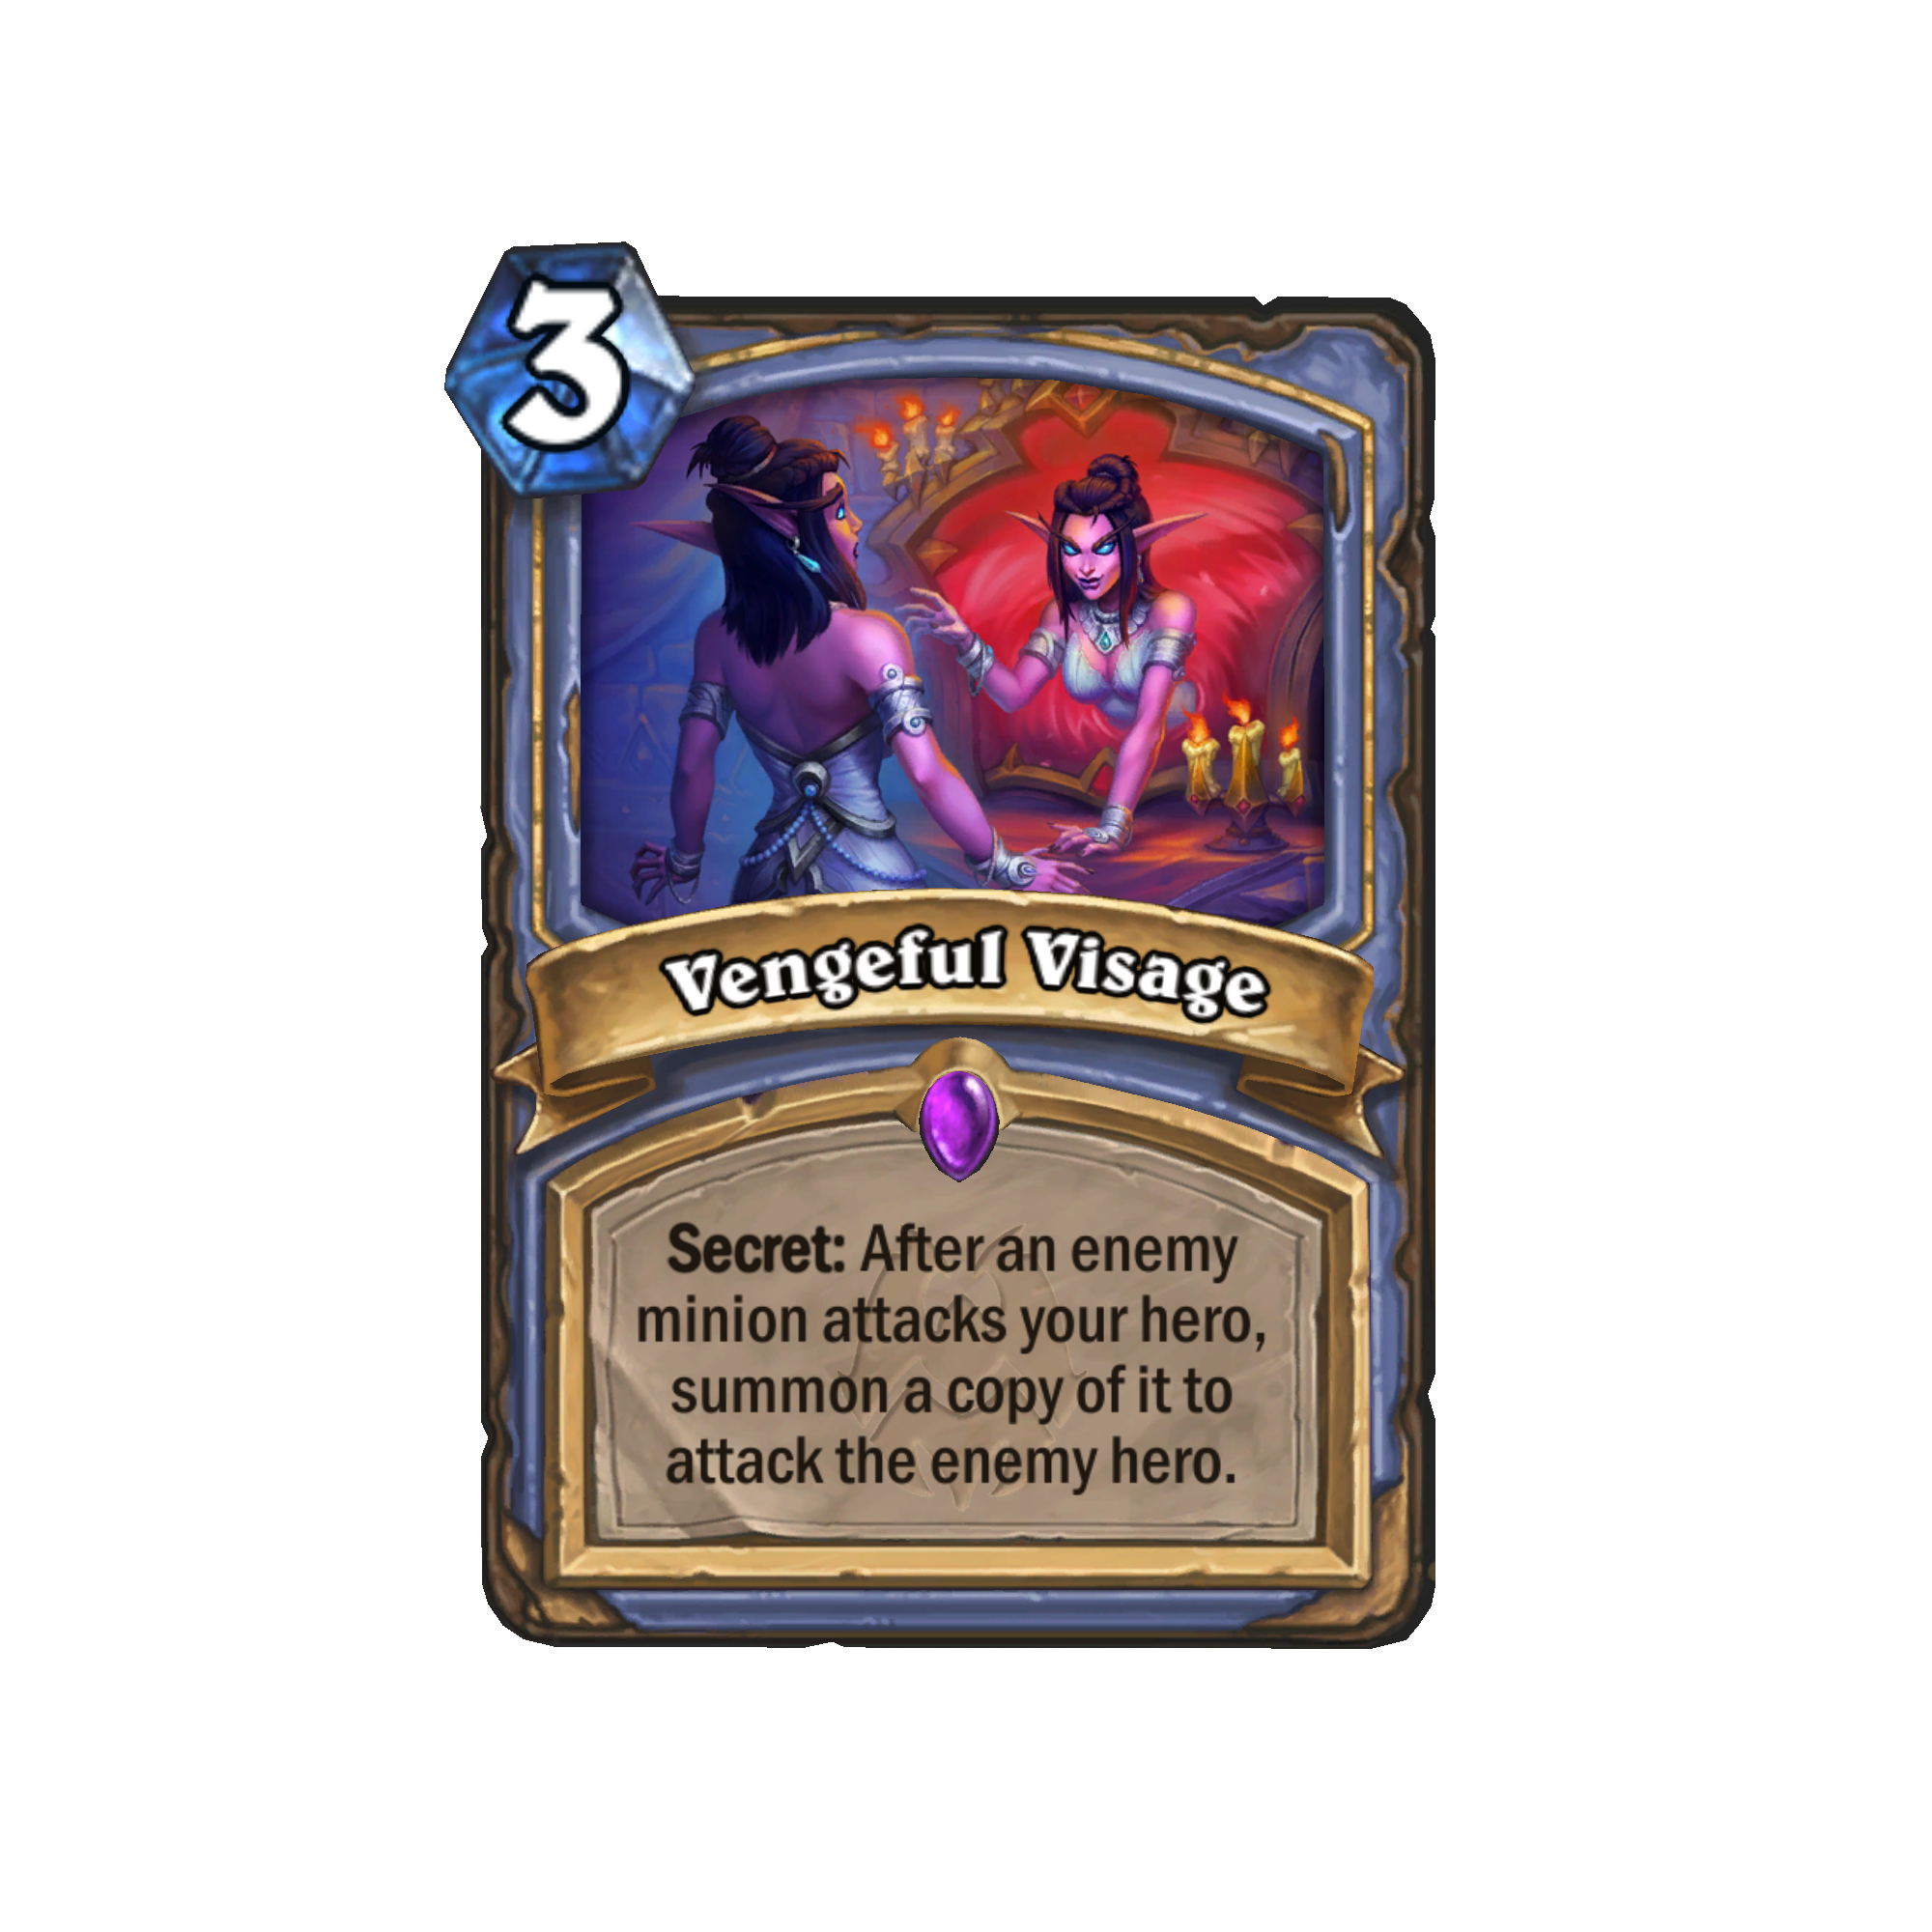 3
Vengeful Visage
Secret: After an enemy
minion attacks your hero,
summon a copy of it to
attack the enemy hero.